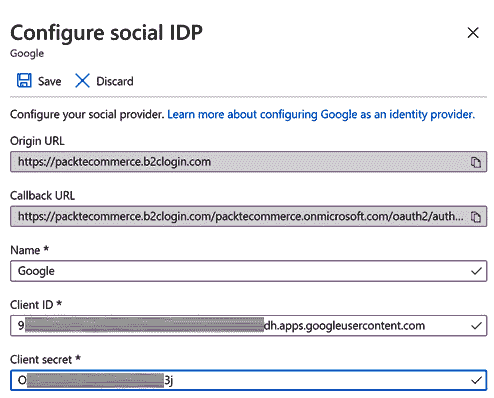 Configure social IDP
Google
Save Discard
Configure your social provider. Learn more about configuring Google as an identity provider.
Origin URL
https://packtecommerce.b2clogin.com
Callback URL
https://packtecommerce.b2clogin.com/packtecommerce.onmicrosoft.com/oauth2/auth...
Name *
Google
Client ID *
9 dh.apps.googleusercontent.com
Client secret *
O 3j